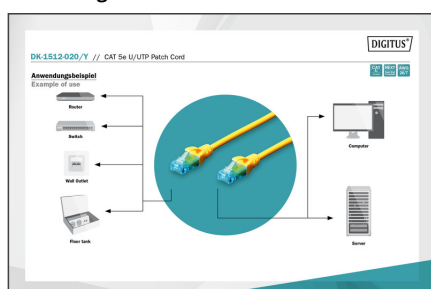 DIGITUS®
DK-1512-020/Y // CAT 5e U/UTP Patch Cord
Anwendungsbeispiel
Example of use
Router
Switch
Wall Outlet
Floor tank
Computer
Server